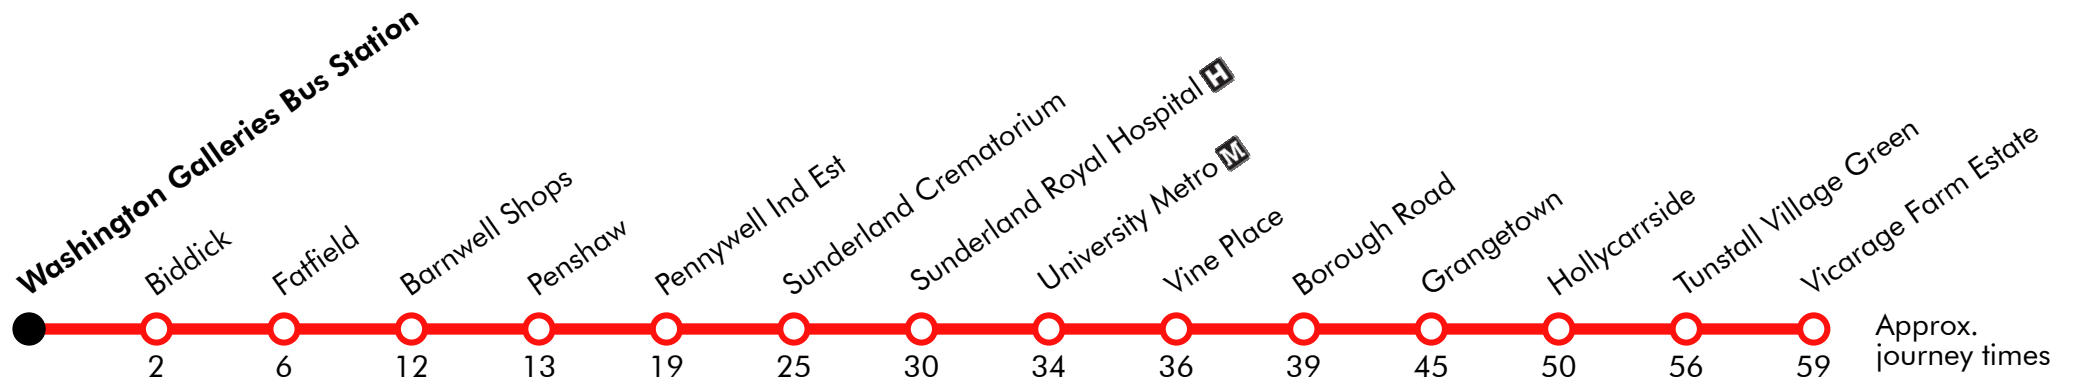 Washington Galleries Bus Station
Biddick
Fatfield
Barnwell Shops
Penshaw
Pennywell Ind Est
Sunderland Crematorium
Sunderland Royal Hospital H
University Metro M
Vine Place
Borough Road
Grangetown
Hollycarrside
Tunstall Village Green
Vicarage Farm Estate
2 6 12 13 19 25 30 34 36 39 45 50 56 59
Approx.
journey times